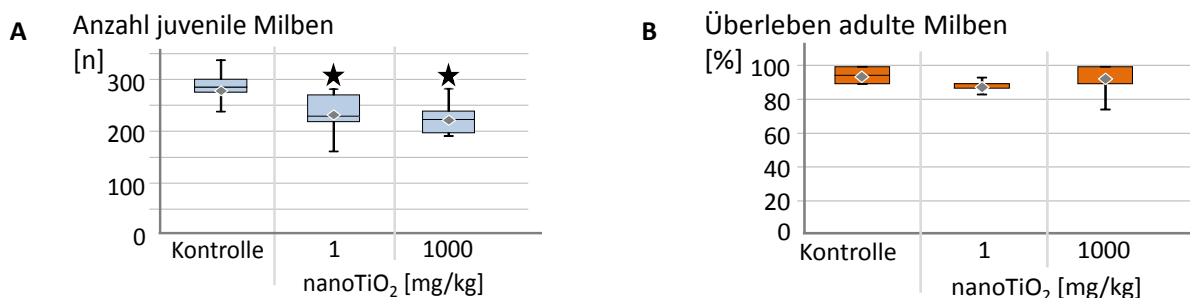 A
Anzahl juvenile Milben
[n]
300
200
100
0
Kontrolle
1
1000
nanoTiO₂ [mg/kg]
B
Überleben adulte Milben
[%]
100
80
60
40
20
0
Kontrolle
1
1000
nanoTiO₂ [mg/kg]